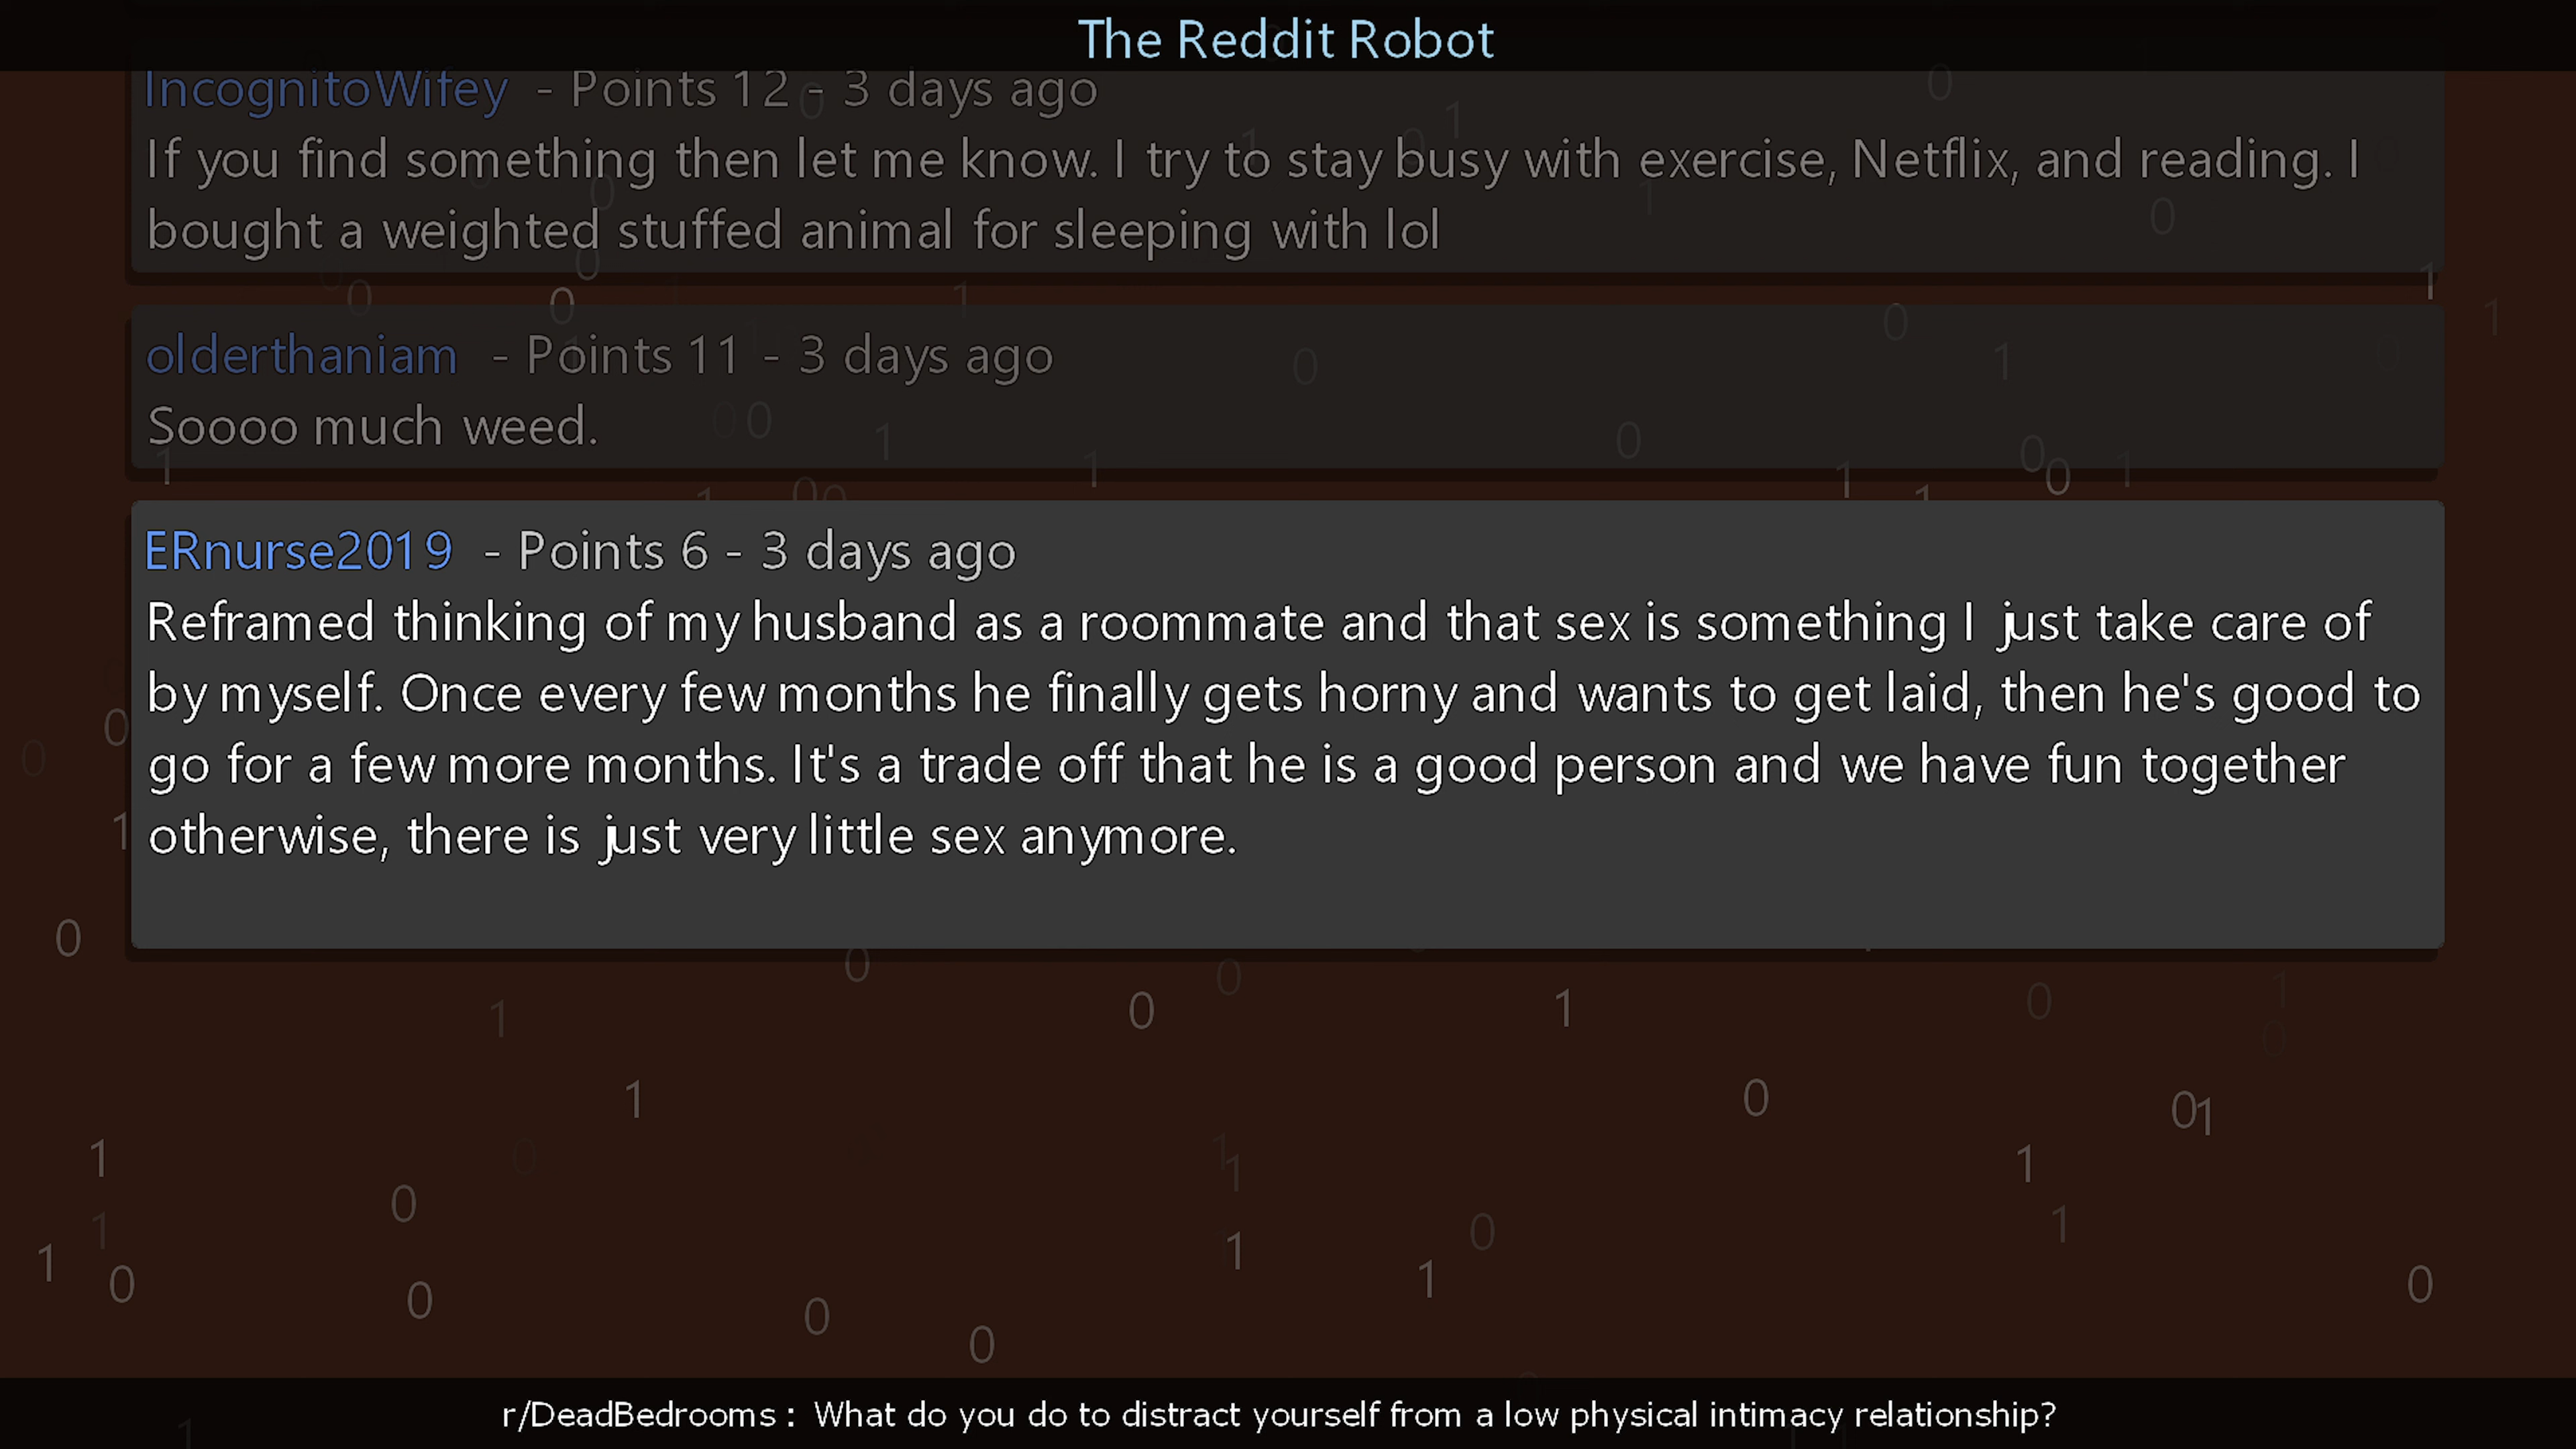 The Reddit Robot
IncognitoWifey - Points 12 - 3 days ago
If you find something then let me know. I try to stay busy with exercise, Netflix, and reading. I
bought a weighted stuffed animal for sleeping with lol
olderthaniam - Points 11 - 3 days ago
Soooo much weed.
ERnurse2019 - Points 6 - 3 days ago
Reframed thinking of my husband as a roommate and that sex is something I just take care of
by myself. Once every few months he finally gets horny and wants to get laid, then he's good to
go for a few more months. It's a trade off that he is a good person and we have fun together
otherwise, there is just very little sex anymore.
r/DeadBedrooms : What do you do to distract yourself from a low physical intimacy relationship?